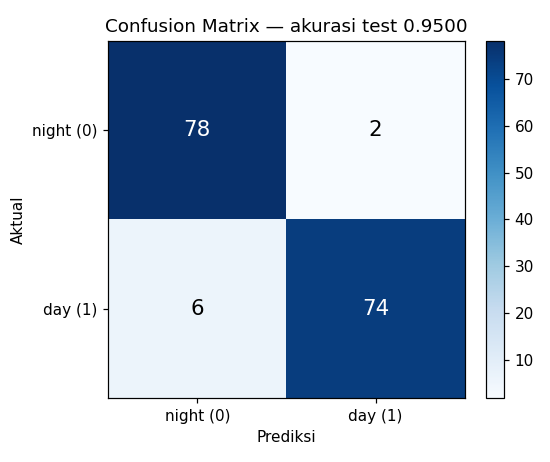 Confusion Matrix — akurasi test 0.9500
night (0)
78
2
day (1)
6
74
night (0)
day (1)
Prediksi
Aktual
70
60
50
40
30
20
10